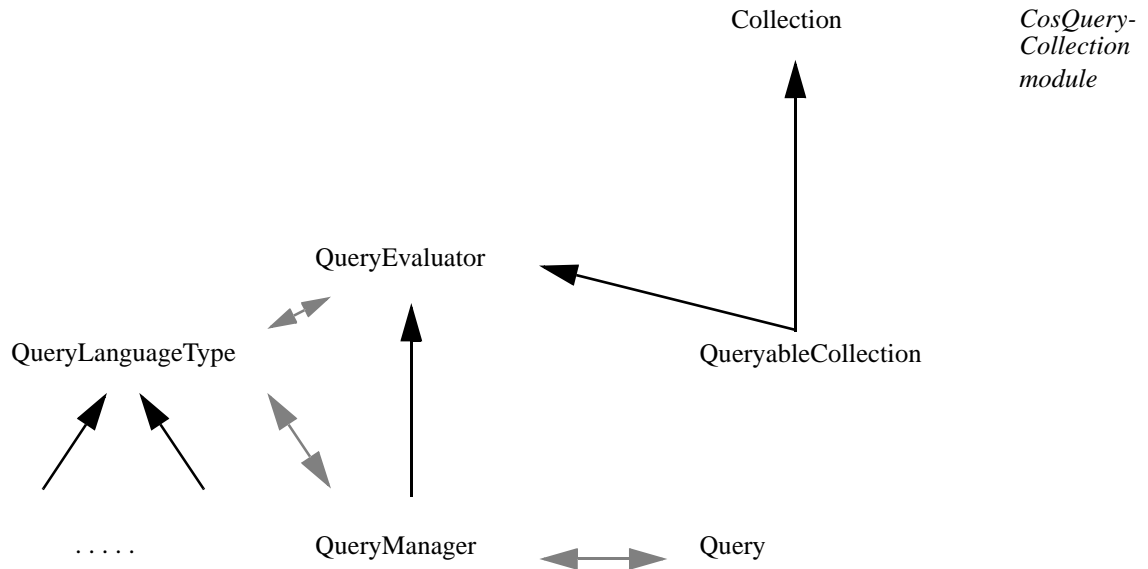 Collection
CosQuery-
Collection
module
QueryEvaluator
QueryLanguageType
QueryableCollection
. . . . .
QueryManager
Query